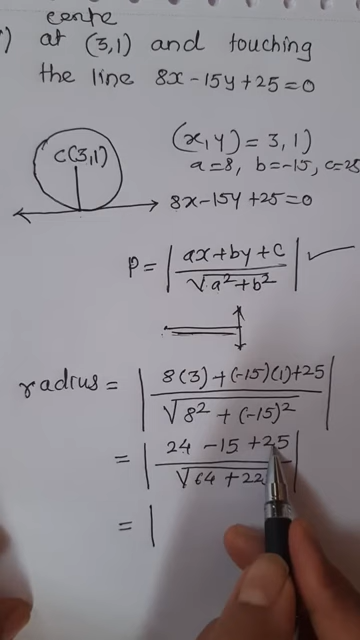 centre
at (3,1) and touching
the line 8x-15y+25=0
C(3,1)
(x,y)=3,1)
a=8, b=-15, c=25
8x-15y+25=0
P= | ax+by+c / √a²+b² |
radius = | 8(3)+(-15)(1)+25 / √8²+(-15)² |
= | 24-15+25 / √64+22 |
= |